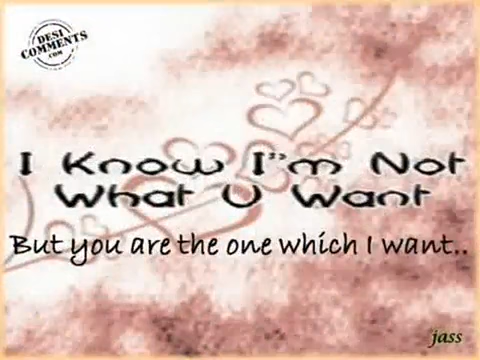 DESI
COMMENTS
.COM
I Know I"m Not
What U Want
But you are the one which I want..
jass